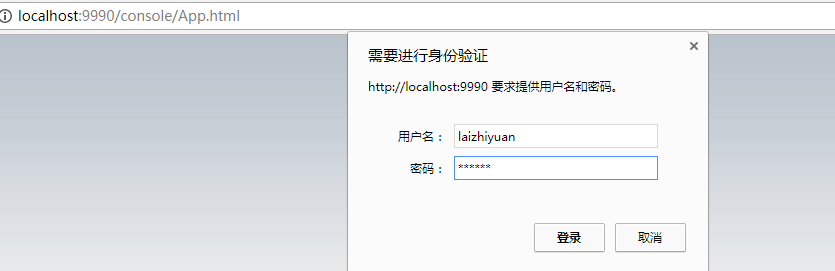 localhost:9990/console/App.html
需要进行身份验证
http://localhost:9990 要求提供用户名和密码。
用户名： laizhiyuan
密码： ******
登录 取消